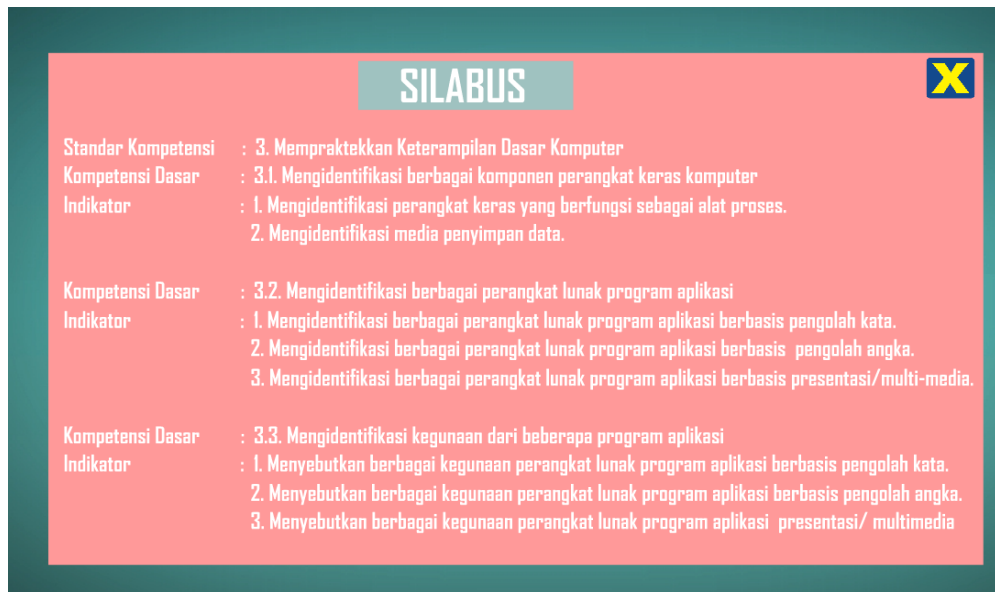 SILABUS
X
Standar Kompetensi : 3. Mempraktekkan Keterampilan Dasar Komputer
Kompetensi Dasar : 3.1. Mengidentifikasi berbagai komponen perangkat keras komputer
Indikator : 1. Mengidentifikasi perangkat keras yang berfungsi sebagai alat proses.
2. Mengidentifikasi media penyimpan data.
Kompetensi Dasar : 3.2. Mengidentifikasi berbagai perangkat lunak program aplikasi
Indikator : 1. Mengidentifikasi berbagai perangkat lunak program aplikasi berbasis pengolah kata.
2. Mengidentifikasi berbagai perangkat lunak program aplikasi berbasis pengolah angka.
3. Mengidentifikasi berbagai perangkat lunak program aplikasi berbasis presentasi/multi-media.
Kompetensi Dasar : 3.3. Mengidentifikasi kegunaan dari beberapa program aplikasi
Indikator : 1. Menyebutkan berbagai kegunaan perangkat lunak program aplikasi berbasis pengolah kata.
2. Menyebutkan berbagai kegunaan perangkat lunak program aplikasi berbasis pengolah angka.
3. Menyebutkan berbagai kegunaan perangkat lunak program aplikasi presentasi/ multimedia